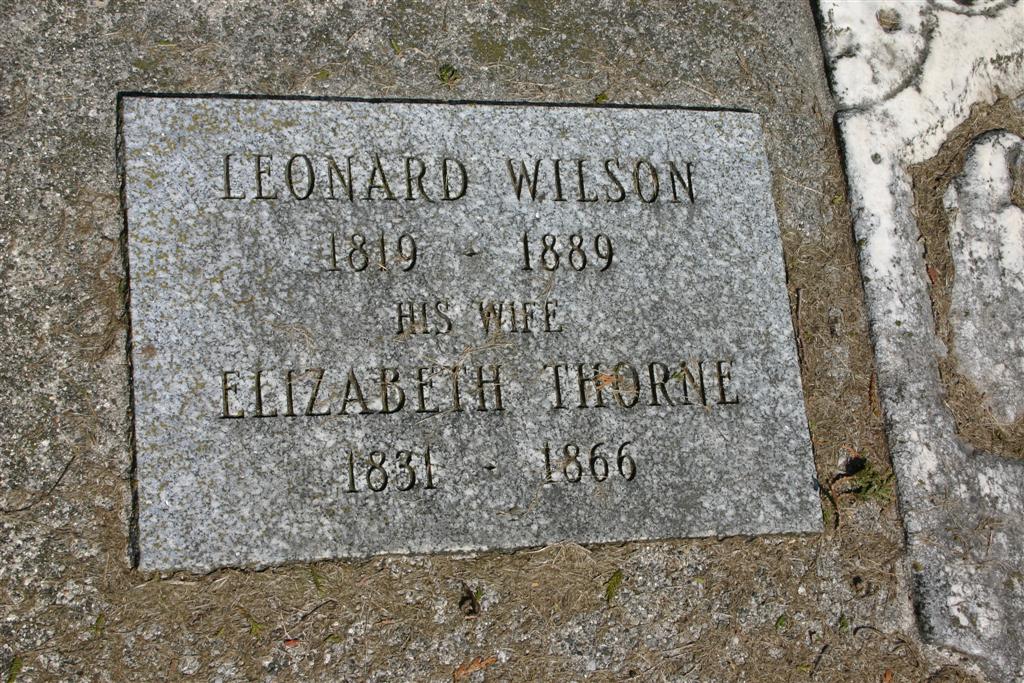 LEONARD WILSON
1819 - 1889
HIS WIFE
ELIZABETH THORNE
1831 - 1866